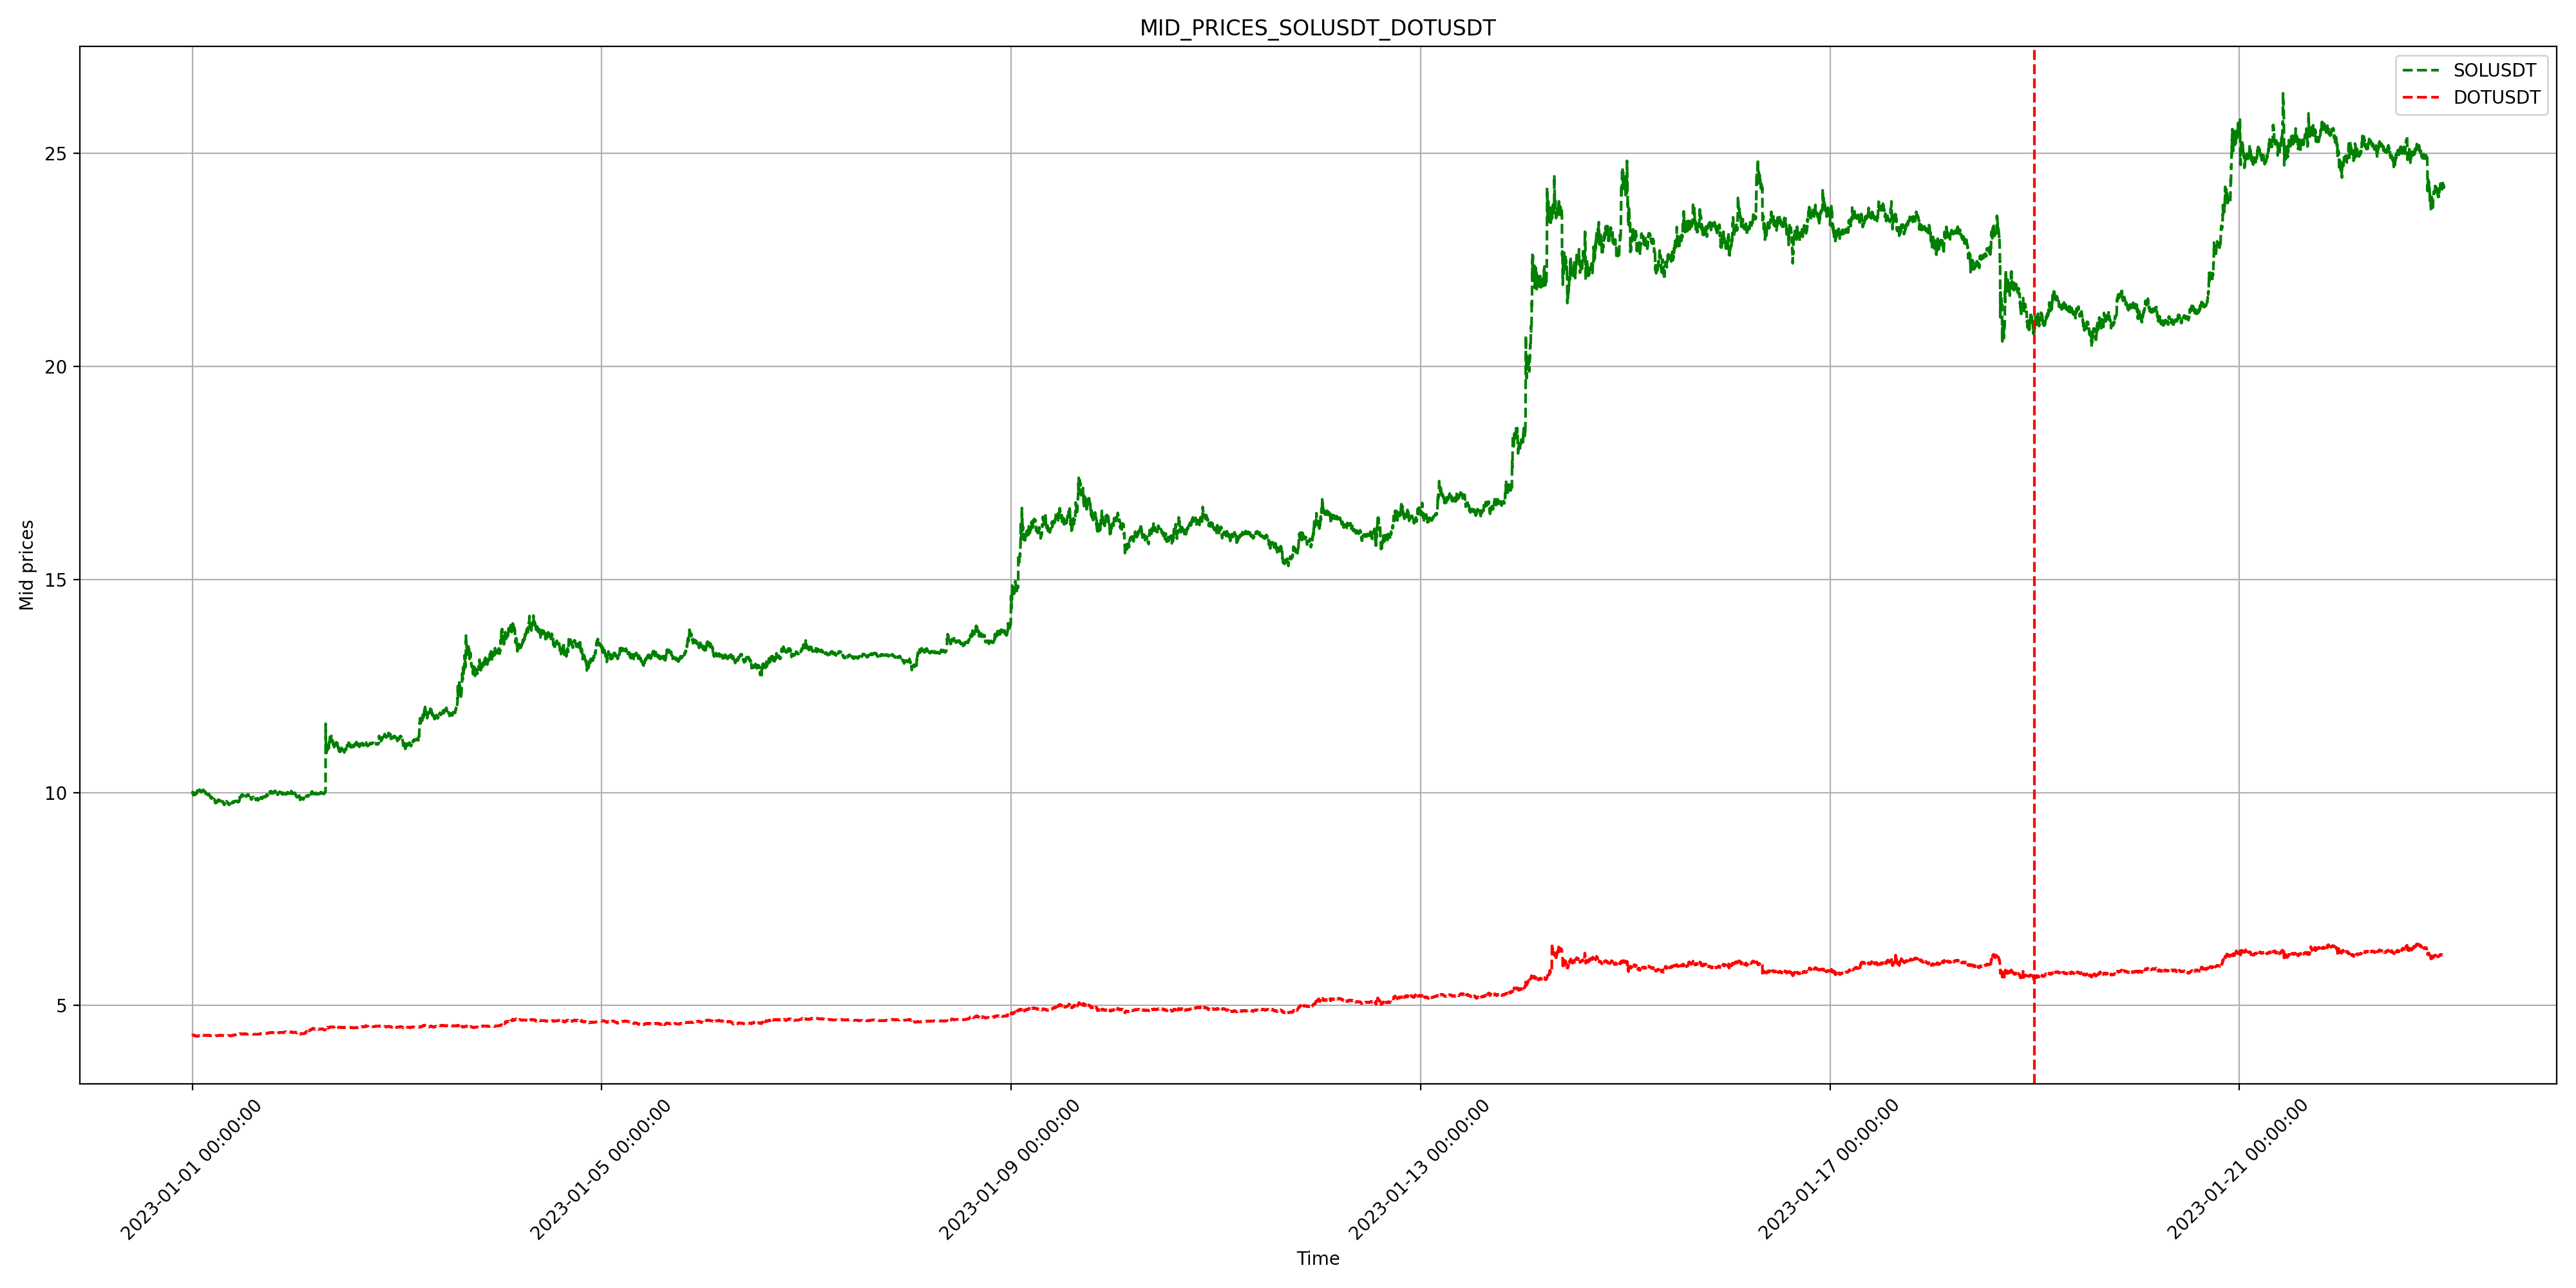 MID_PRICES_SOLUSDT_DOTUSDT
SOLUSDT
DOTUSDT
Mid prices
25
20
15
10
5
2023-01-01 00:00:00
2023-01-05 00:00:00
2023-01-09 00:00:00
2023-01-13 00:00:00
2023-01-17 00:00:00
2023-01-21 00:00:00
Time